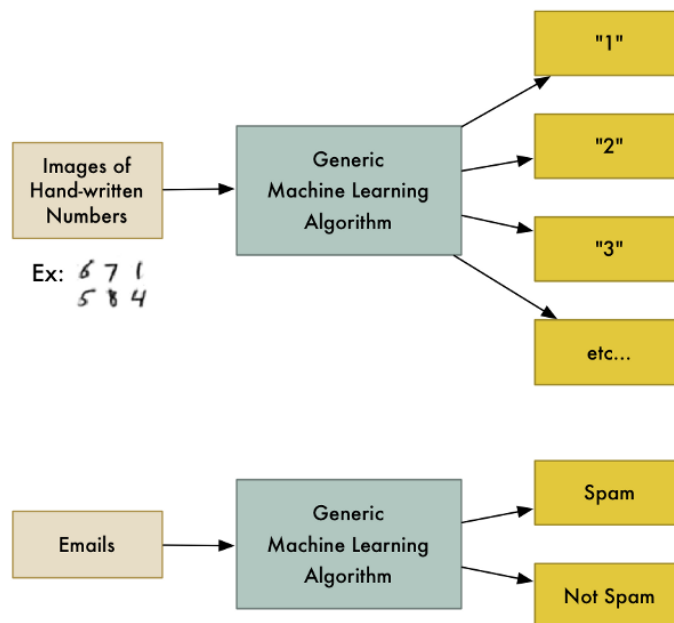 "1"
Images of
Hand-written
Numbers
Generic
Machine Learning
Algorithm
"2"
"3"
etc...
Ex: 6 7 1
5 8 4
Emails
Generic
Machine Learning
Algorithm
Spam
Not Spam